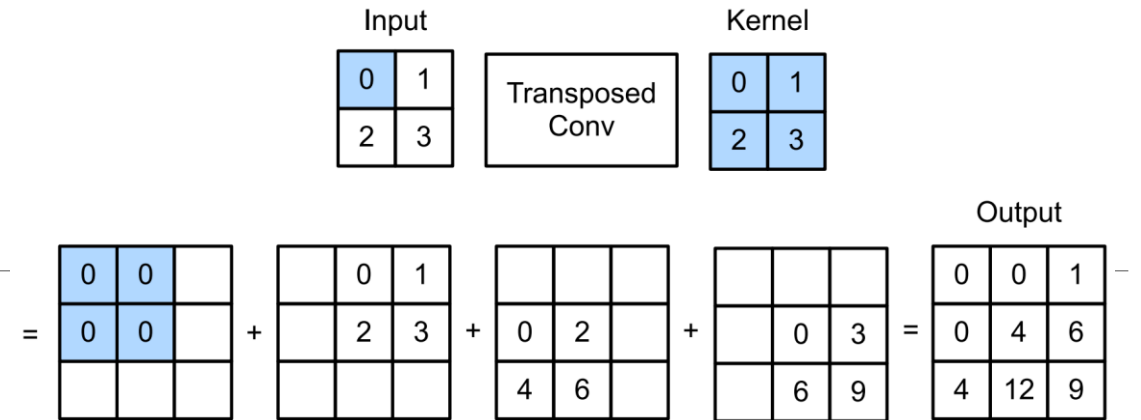 Input Kernel
0 1 Transposed 0 1
Conv
2 3 2 3
Output
0 0 0 1 0 0 1
= 0 0 + 2 3 + 0 2 + 0 3 = 0 4 6
4 6 6 9 4 12 9